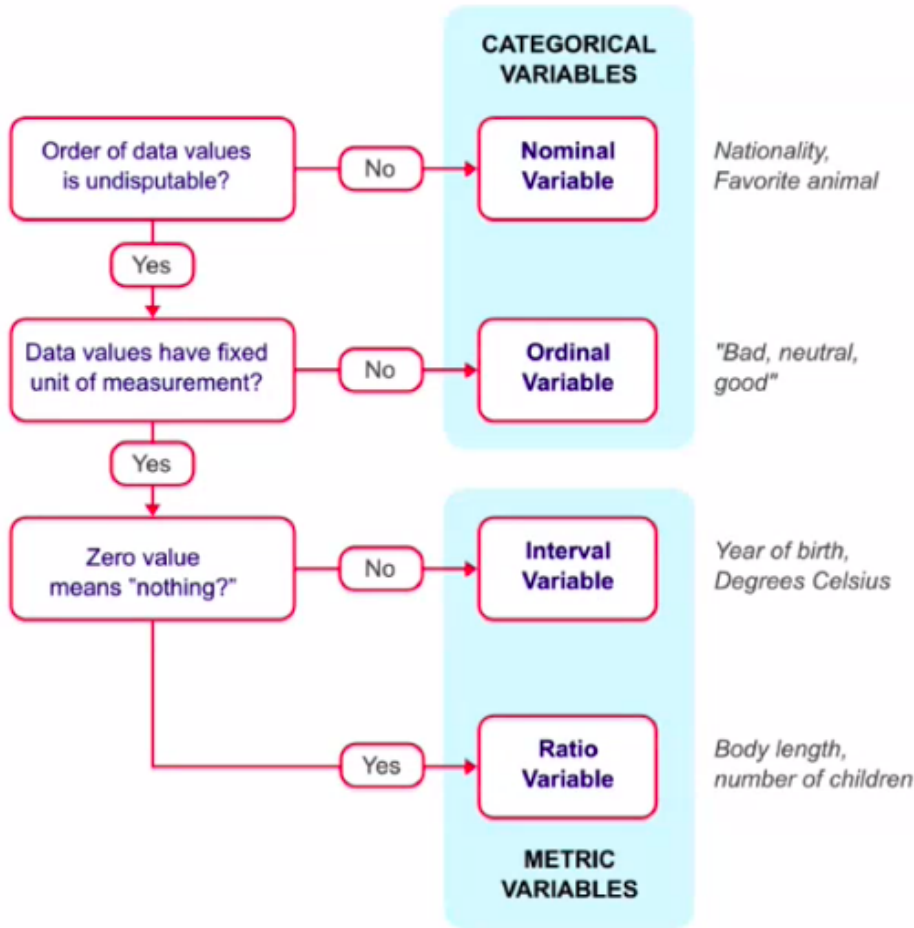 CATEGORICAL
VARIABLES
Order of data values
is undisputable?
No
Nominal
Variable
Nationality,
Favorite animal
Yes
Data values have fixed
unit of measurement?
No
Ordinal
Variable
"Bad, neutral,
good"
Yes
Zero value
means "nothing?"
No
Interval
Variable
Year of birth,
Degrees Celsius
Yes
Ratio
Variable
Body length,
number of children
METRIC
VARIABLES